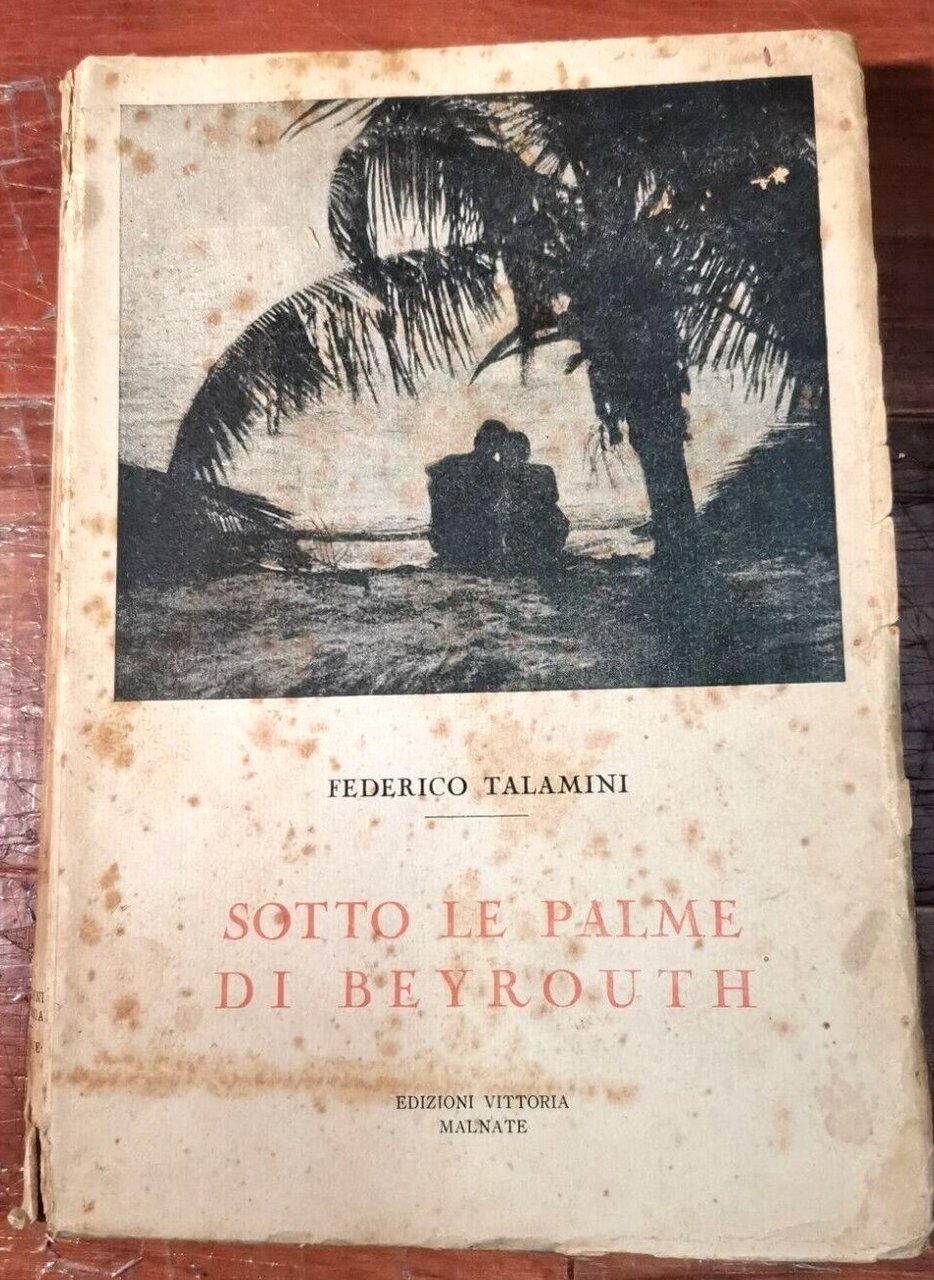 FEDERICO TALAMINI
SOTTO LE PALME
DI BEYROUTH
EDIZIONI VITTORIA
MALNATE